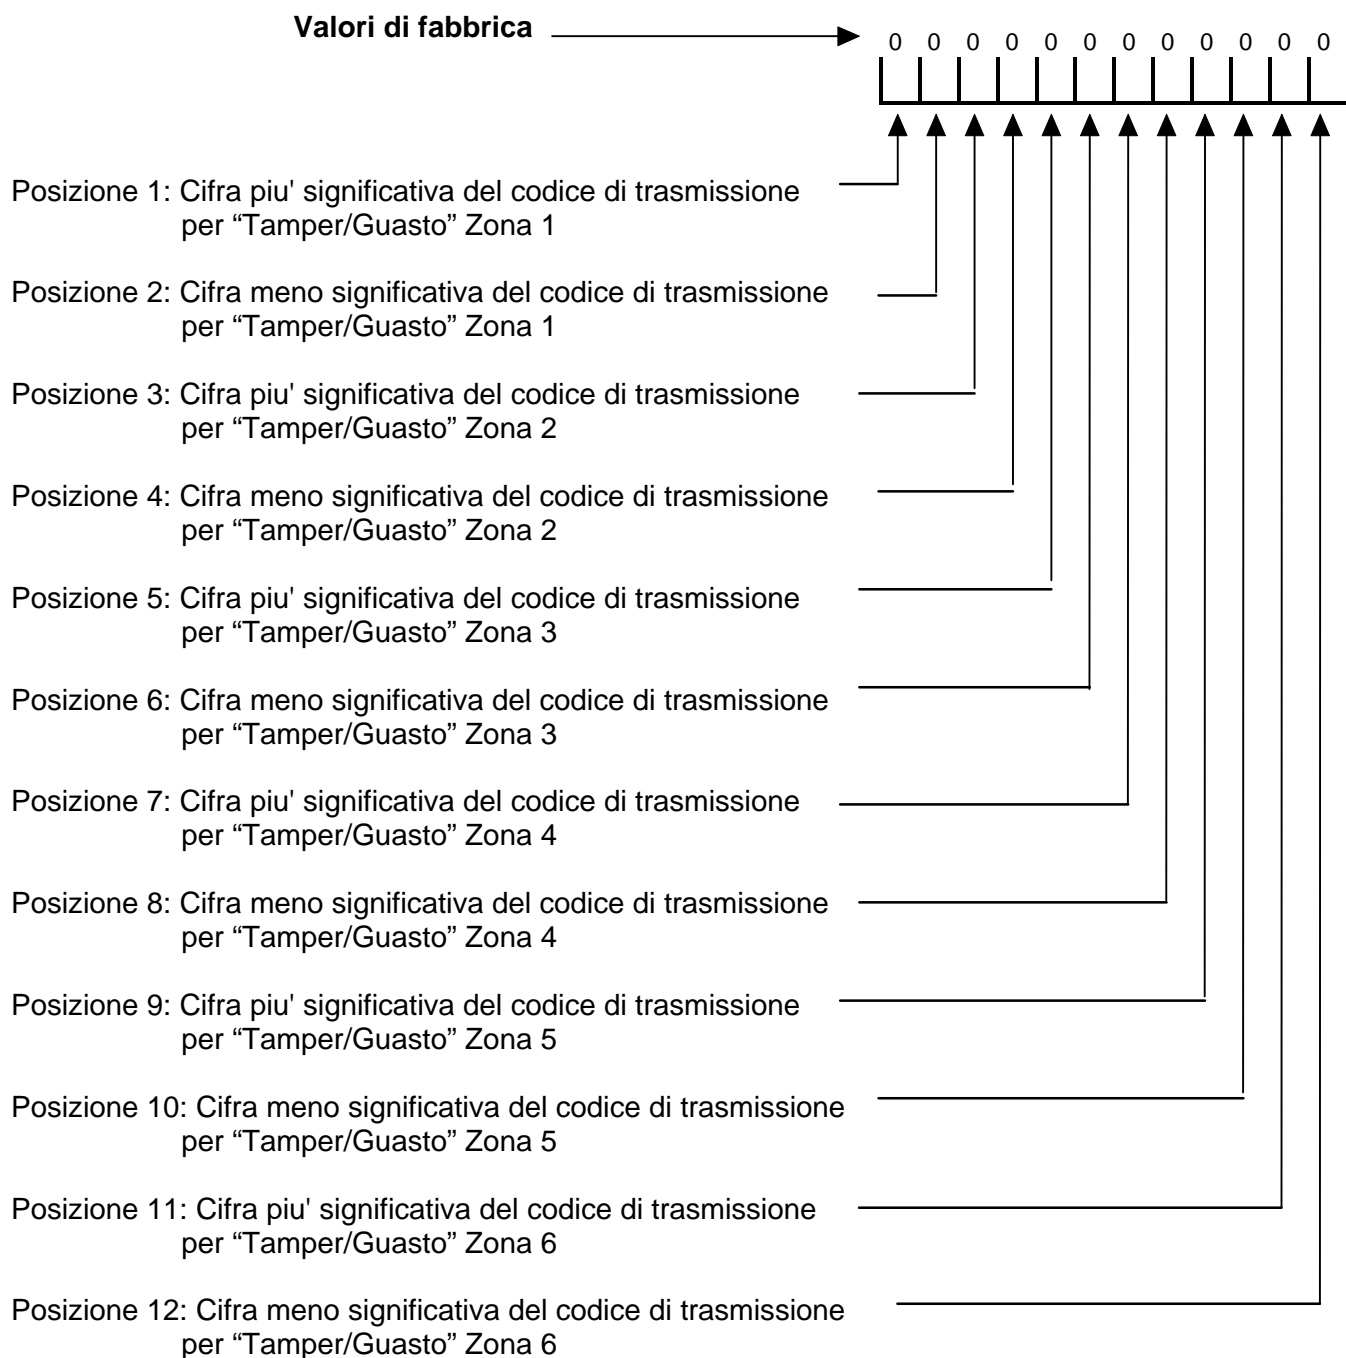 Valori di fabbrica
0 0 0 0 0 0 0 0 0 0 0 0
Posizione 1: Cifra piu' significativa del codice di trasmissione
per “Tamper/Guasto” Zona 1
Posizione 2: Cifra meno significativa del codice di trasmissione
per “Tamper/Guasto” Zona 1
Posizione 3: Cifra piu' significativa del codice di trasmissione
per “Tamper/Guasto” Zona 2
Posizione 4: Cifra meno significativa del codice di trasmissione
per “Tamper/Guasto” Zona 2
Posizione 5: Cifra piu' significativa del codice di trasmissione
per “Tamper/Guasto” Zona 3
Posizione 6: Cifra meno significativa del codice di trasmissione
per “Tamper/Guasto” Zona 3
Posizione 7: Cifra piu' significativa del codice di trasmissione
per “Tamper/Guasto” Zona 4
Posizione 8: Cifra meno significativa del codice di trasmissione
per “Tamper/Guasto” Zona 4
Posizione 9: Cifra piu' significativa del codice di trasmissione
per “Tamper/Guasto” Zona 5
Posizione 10: Cifra meno significativa del codice di trasmissione
per “Tamper/Guasto” Zona 5
Posizione 11: Cifra piu' significativa del codice di trasmissione
per “Tamper/Guasto” Zona 6
Posizione 12: Cifra meno significativa del codice di trasmissione
per “Tamper/Guasto” Zona 6